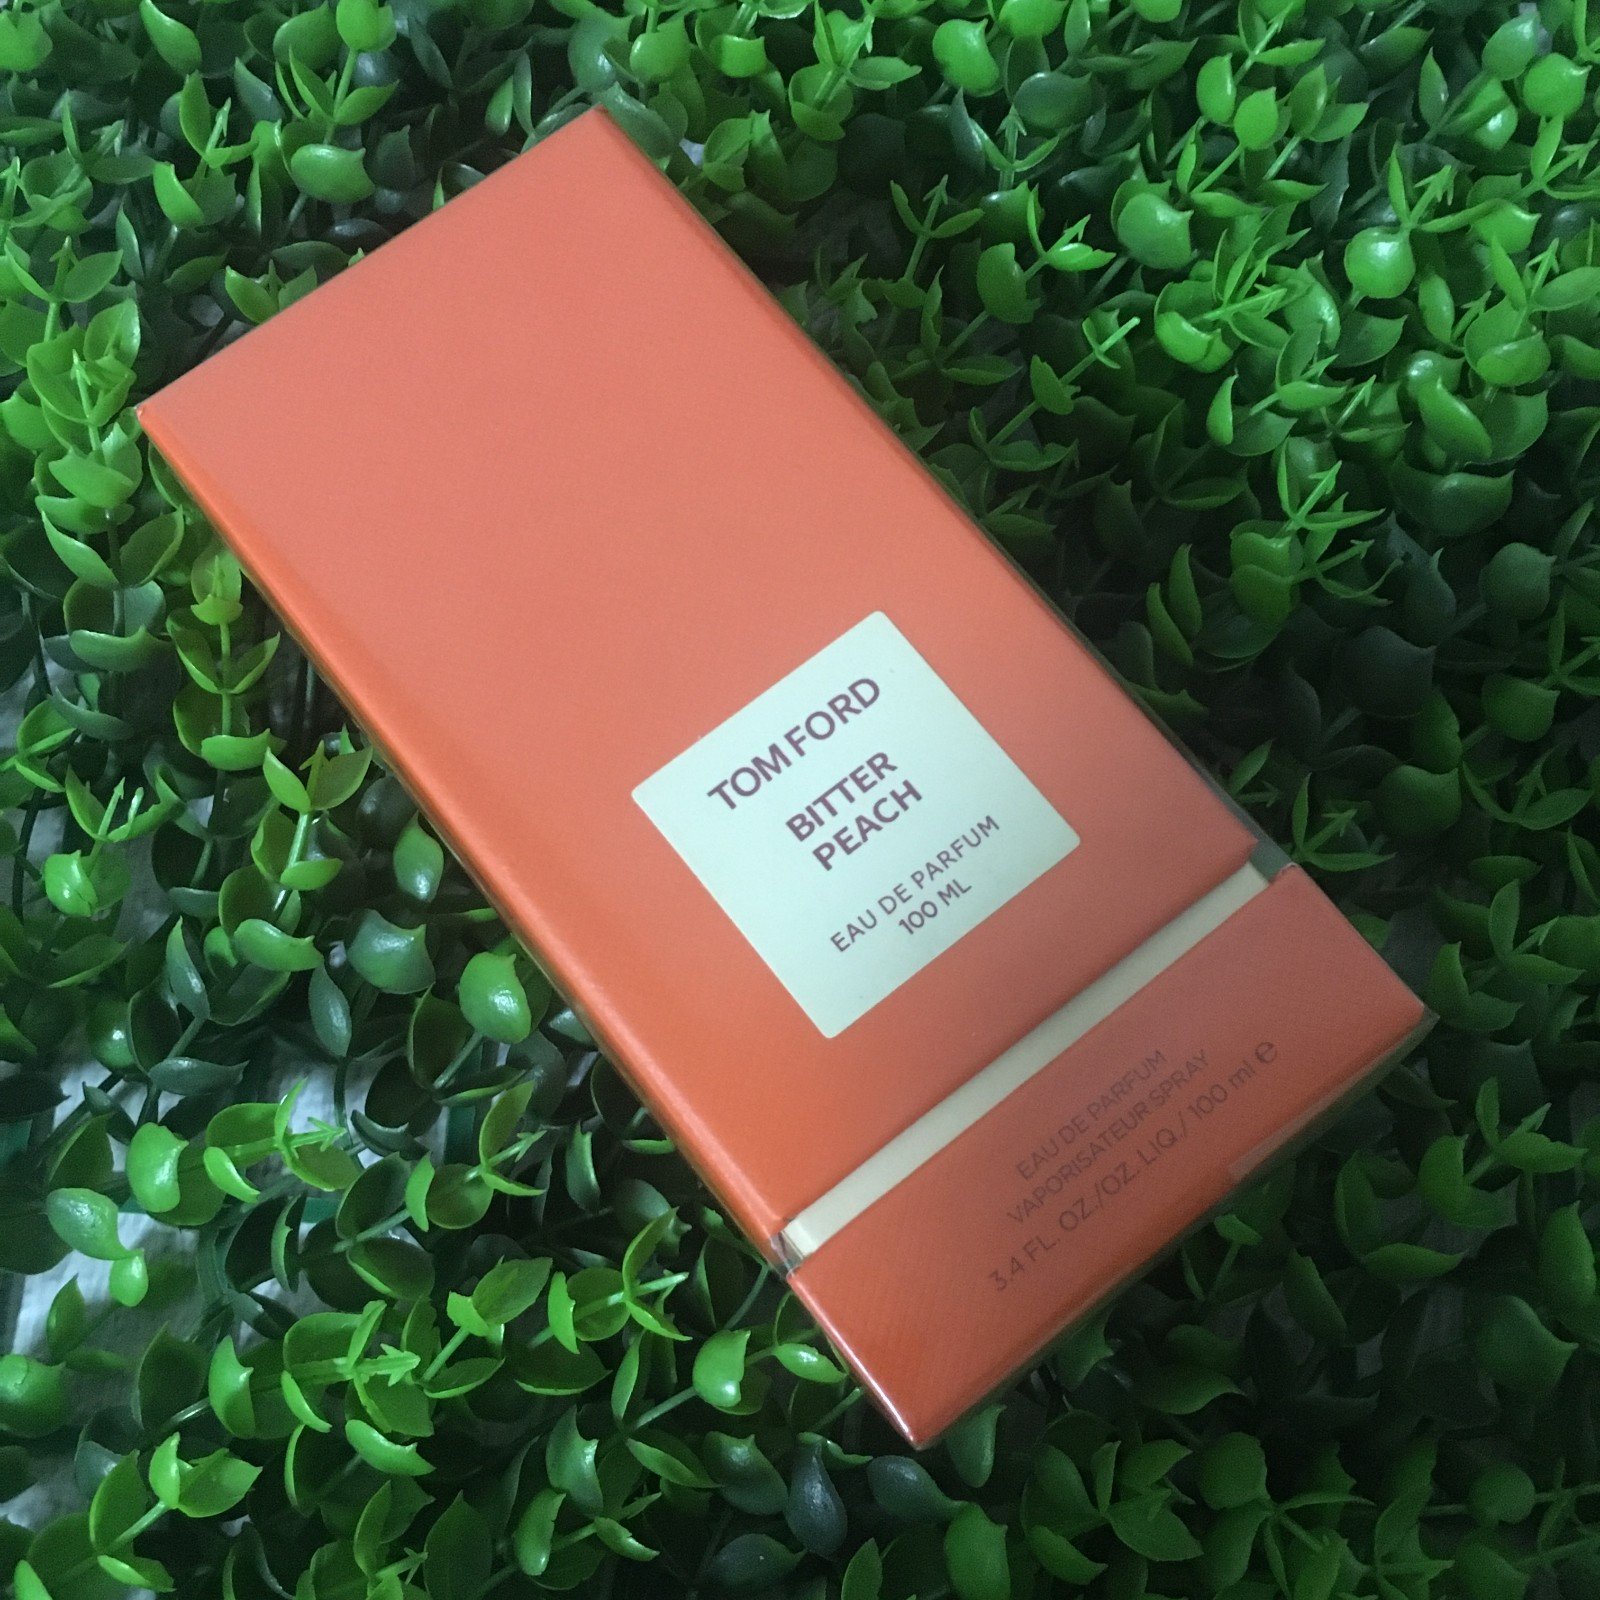 TOM FORD
BITTER
PEACH
EAU DE PARFUM
100 ML
EAU DE PARFUM
VAPORISATEUR SPRAY
3.4 FL. OZ./OZ. LIQ / 100 ml e